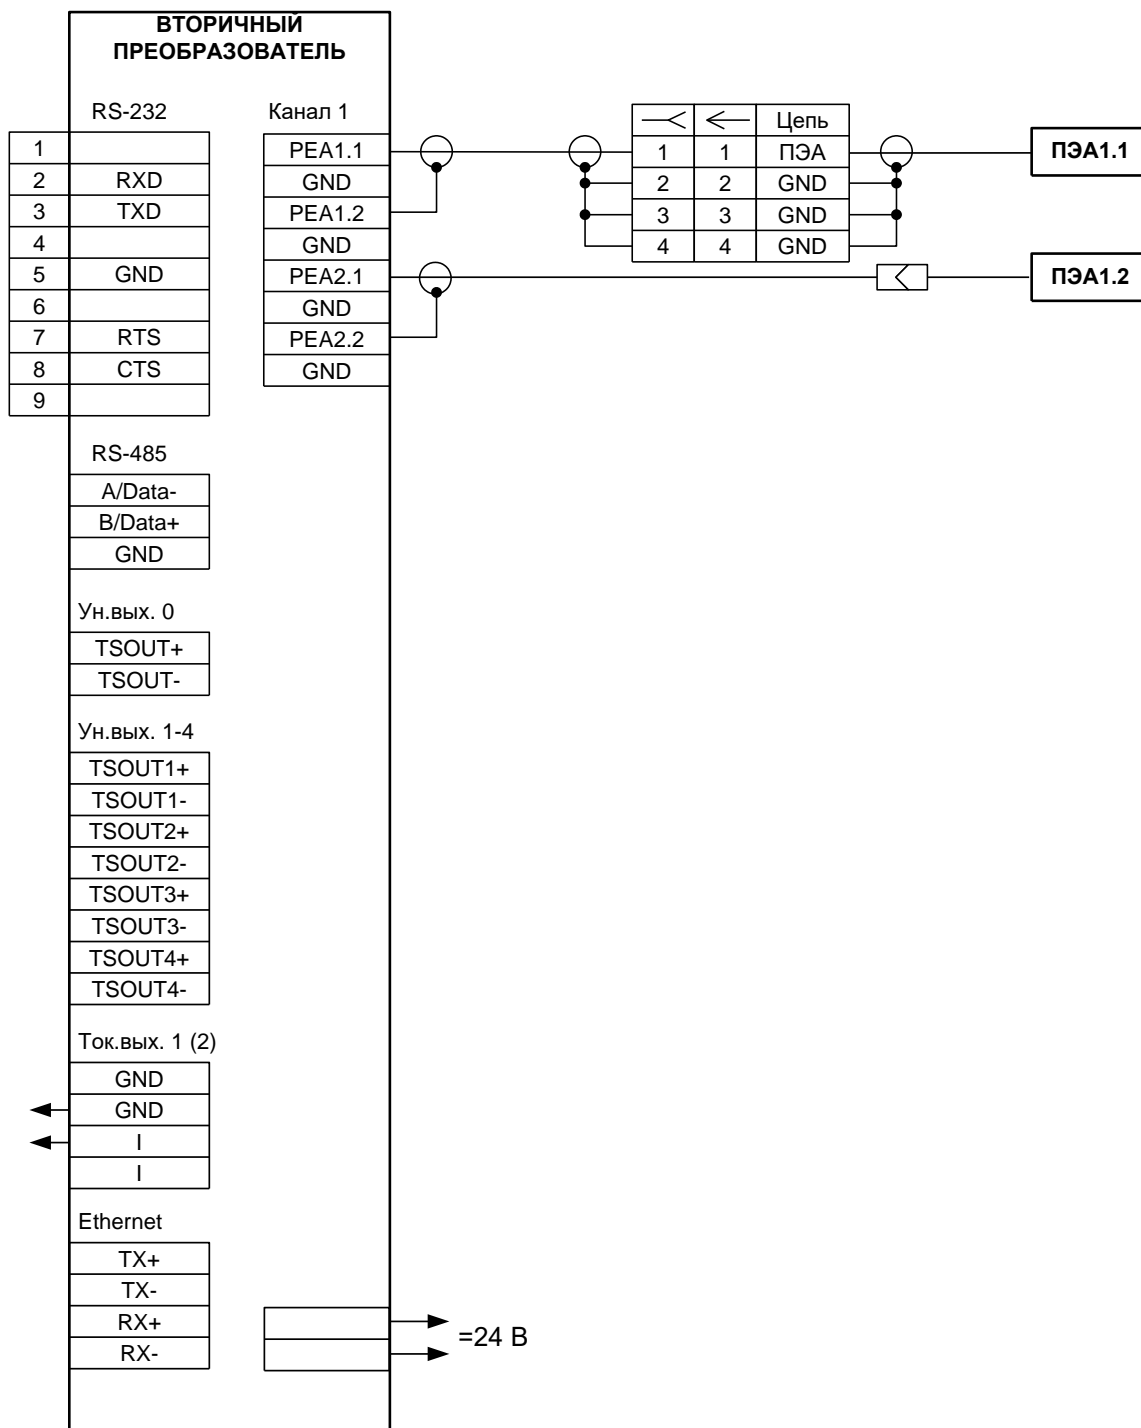 ВТОРИЧНЫЙ
ПРЕОБРАЗОВАТЕЛЬ
RS-232
1
2 RXD
3 TXD
4
5 GND
6
7 RTS
8 CTS
9
Канал 1
PEA1.1
GND
PEA1.2
GND
PEA2.1
GND
PEA2.2
GND
Цепь
1 1 ПЭА
2 2 GND
3 3 GND
4 4 GND
ПЭА1.1
ПЭА1.2
RS-485
A/Data-
B/Data+
GND
Ун.вых. 0
TSOUT+
TSOUT-
Ун.вых. 1-4
TSOUT1+
TSOUT1-
TSOUT2+
TSOUT2-
TSOUT3+
TSOUT3-
TSOUT4+
TSOUT4-
Ток.вых. 1 (2)
GND
GND
I
I
Ethernet
TX+
TX-
RX+
RX-
=24 В